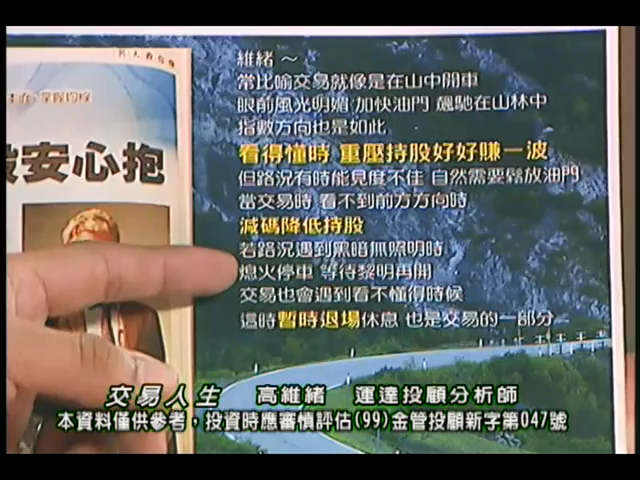 維緒～
常比喻交易就像是在山中開車
眼前風光明媚 加快油門 飆馳在山林中
指數方向也是如此
看得懂時 重壓持股好好賺一波
但路況有時能見度不佳 自然需要鬆放油門
當交易時 看不到前方方向時
減碼降低持股
若路況遇到黑暗無照明時
熄火停車 等待黎明再開
交易也會遇到看不懂得時候
這時暫時退場休息 也是交易的一部分
安心抱
交易人生 高維緒 運達投顧分析師
本資料僅供參考，投資時應審慎評估(99)金管投顧新字第047號